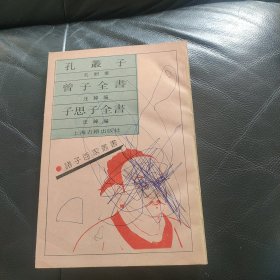 孔叢子
孔鮒著
曾子全書
汪晫編
子思子全書
汪晫編
上海古籍出版社
諸子百家叢書